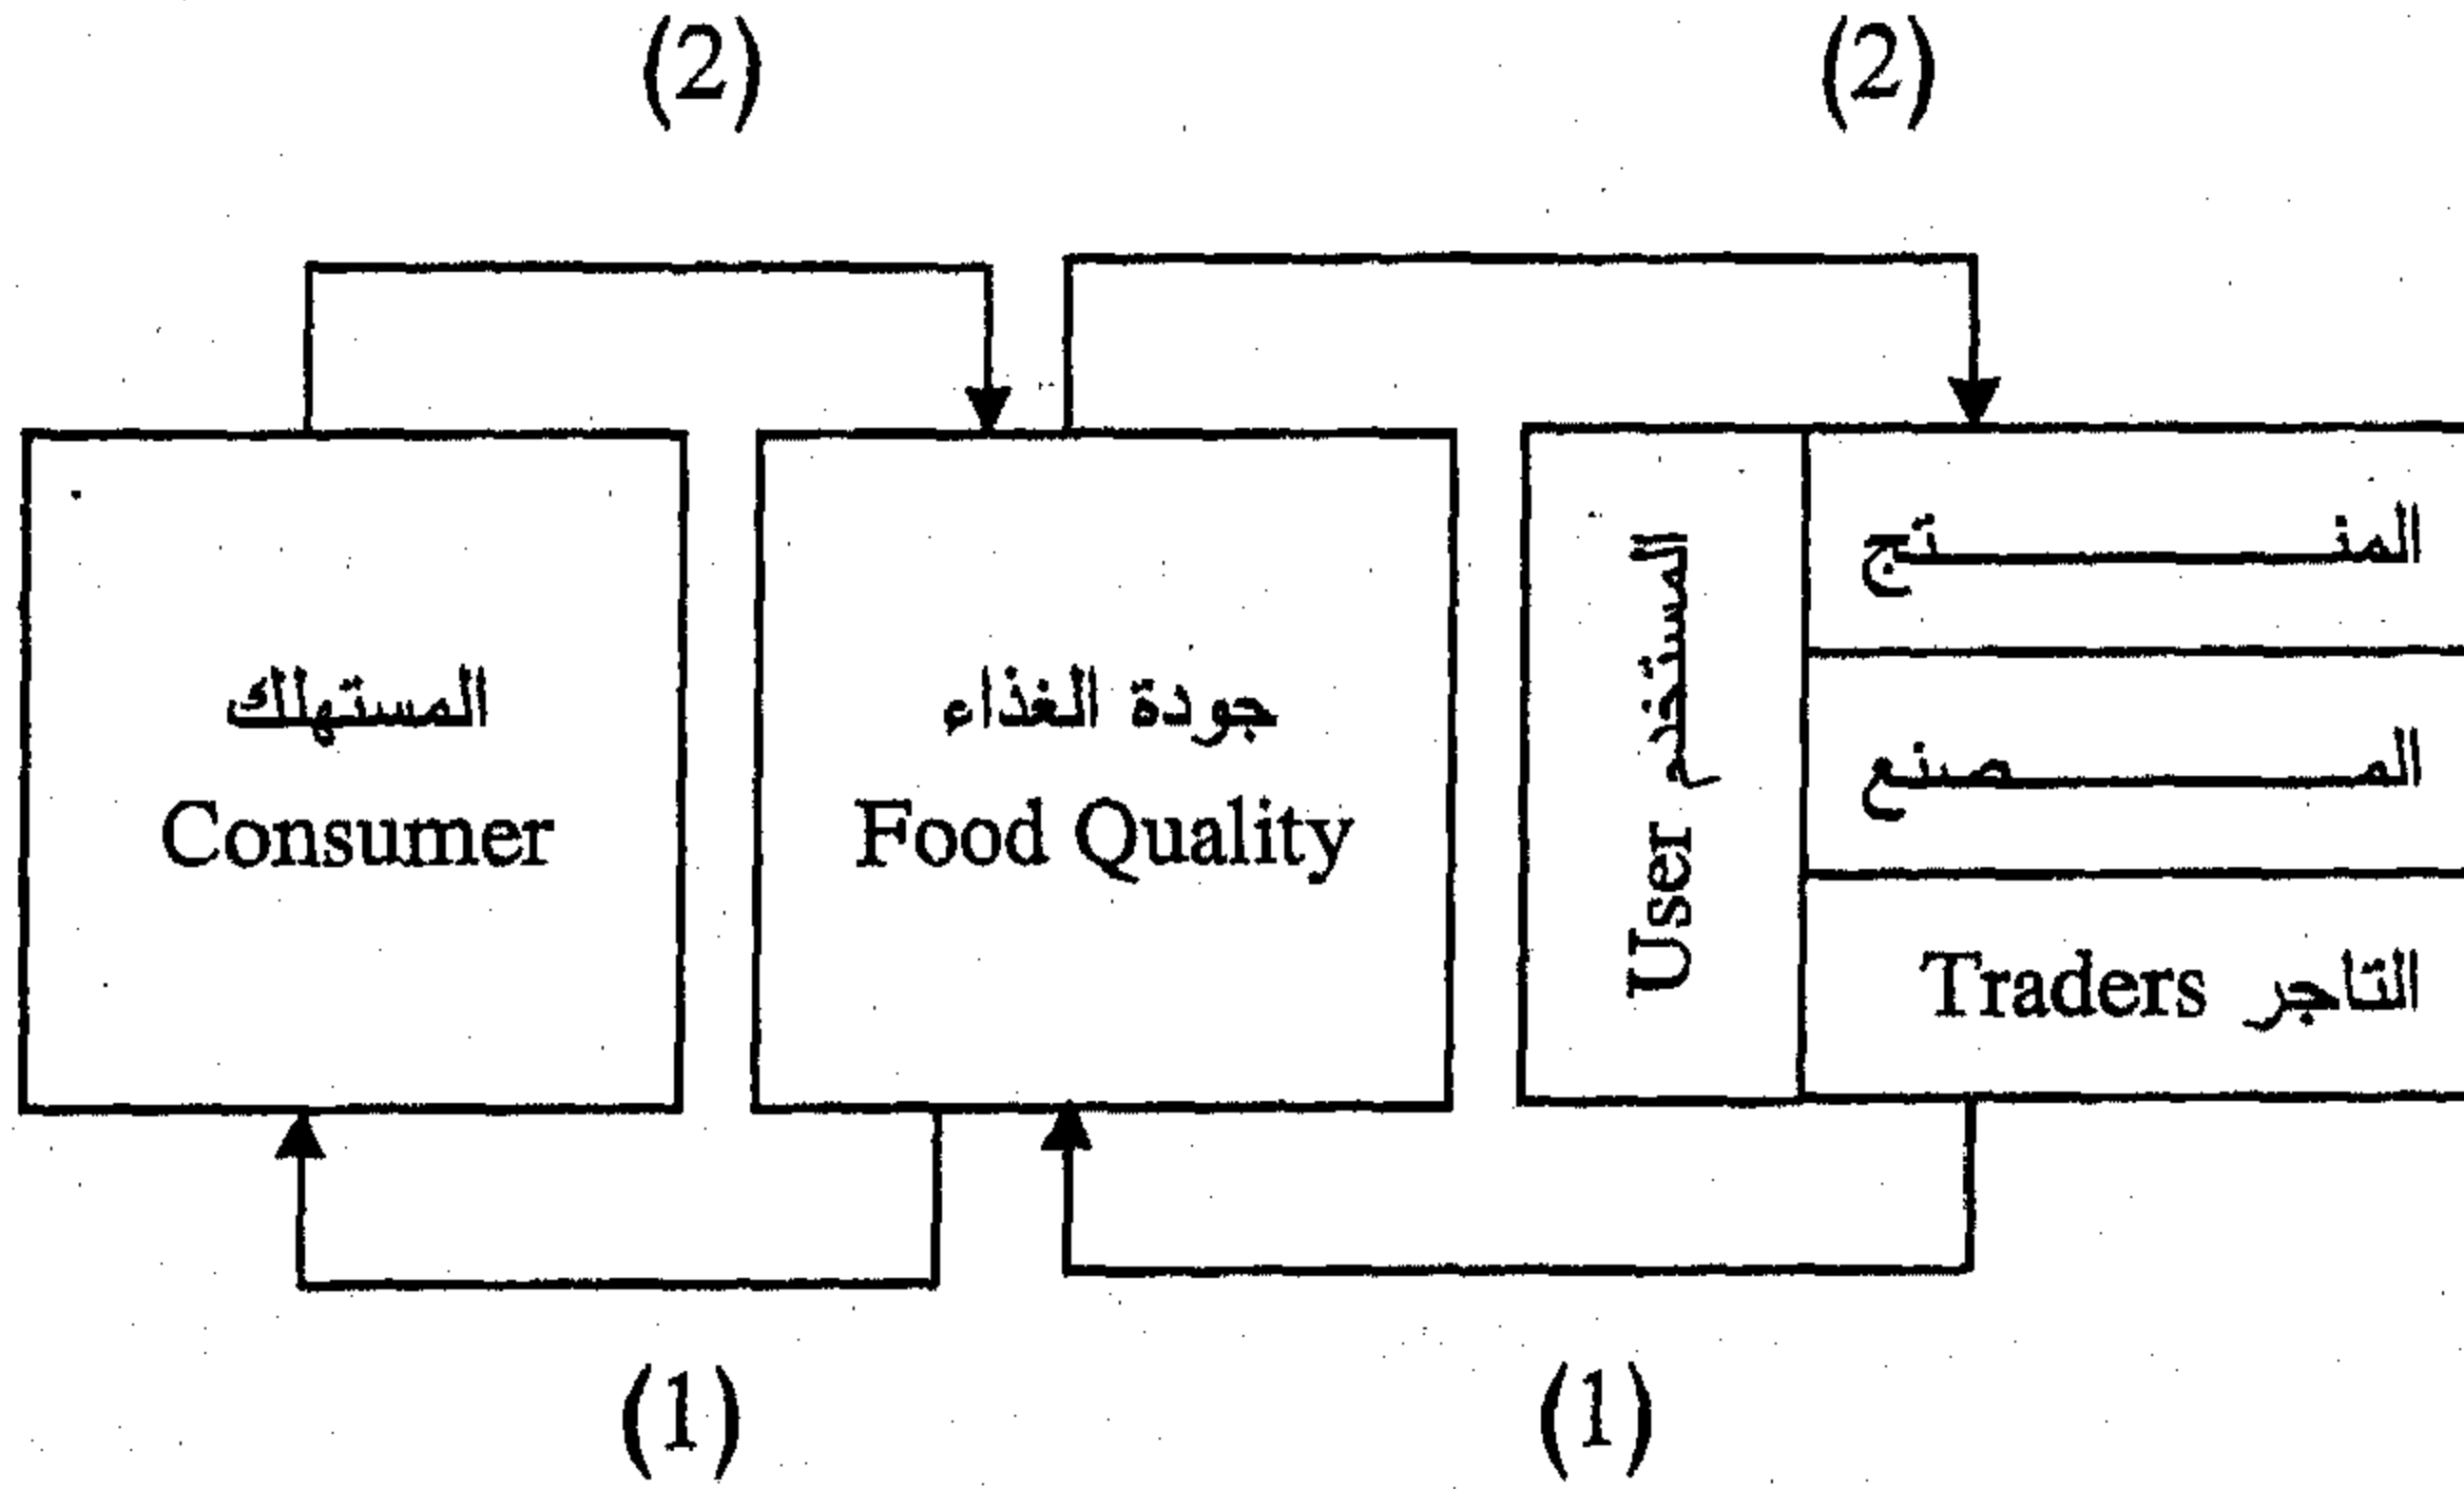 (2)
(2)
المستهلك
Consumer
جودة الغذاء
Food Quality
المستخدم User
المنتج
المصنع
التاجر Traders
(1)
(1)